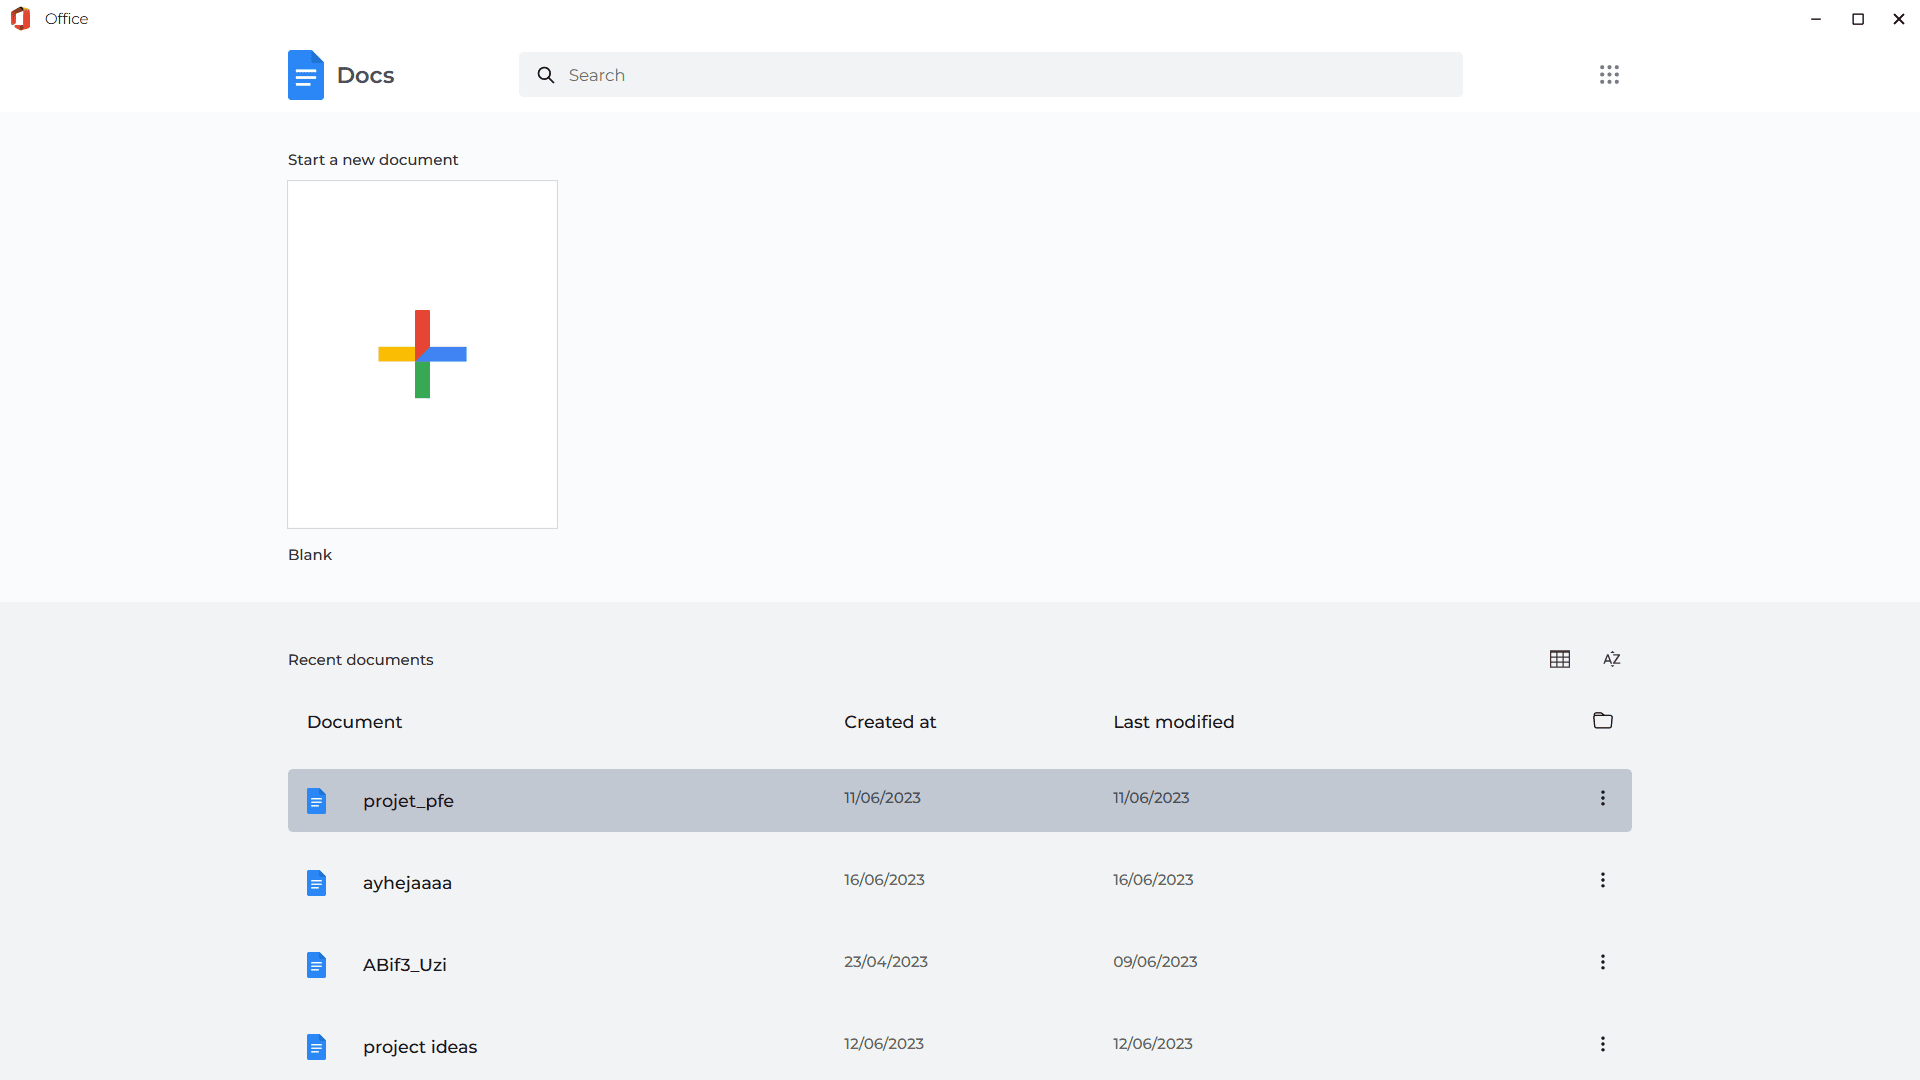 Office
Docs
Search
Start a new document
Blank
Recent documents
AZ
Document Created at Last modified
projet_pfe 11/06/2023 11/06/2023
ayhejaaaa 16/06/2023 16/06/2023
ABif3_Uzi 23/04/2023 09/06/2023
project ideas 12/06/2023 12/06/2023